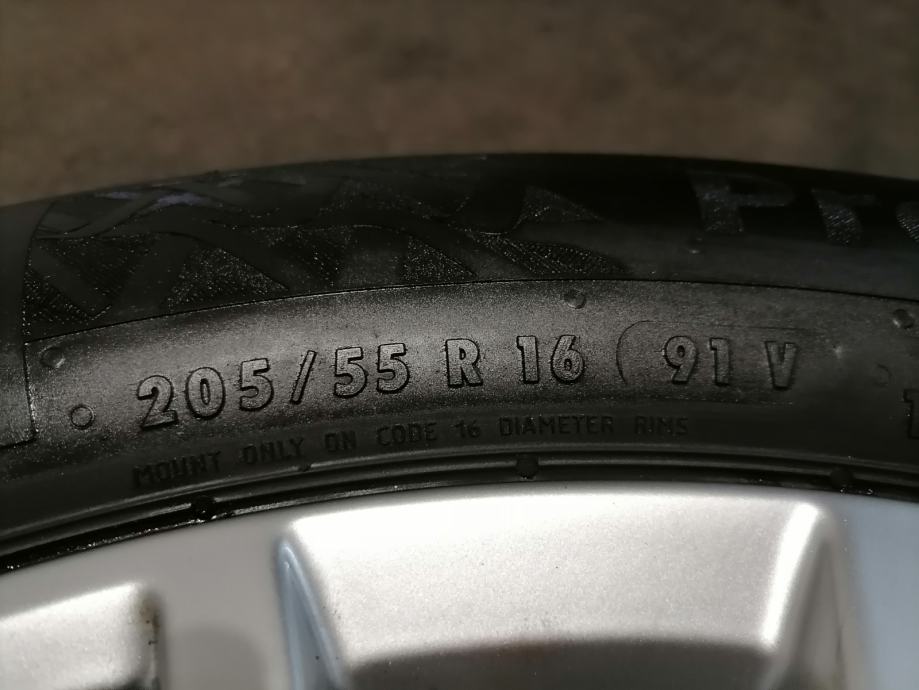 205/55 R 16 91 V
MOUNT ONLY ON CODE 16 DIAMETER RIMS